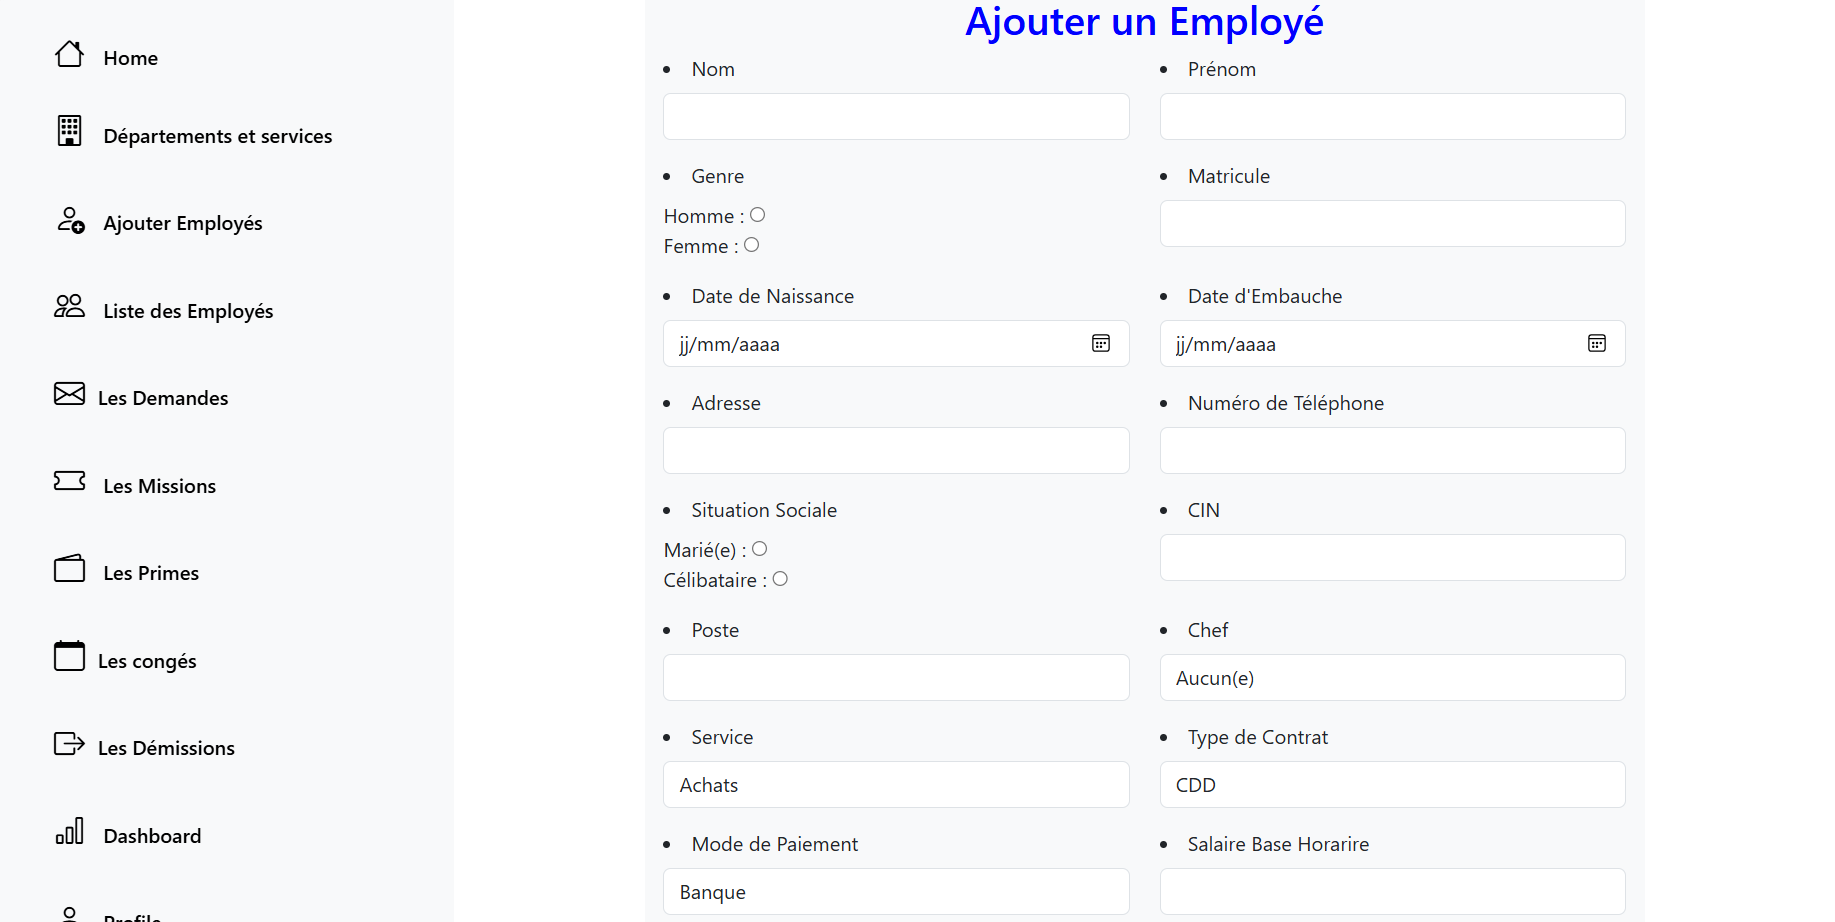 Home
Départements et services
Ajouter Employés
Liste des Employés
Les Demandes
Les Missions
Les Primes
Les congés
Les Démissions
Dashboard
Profile
Ajouter un Employé
Nom
Prénom
Genre
Matricule
Homme :
Femme :
Date de Naissance
Date d'Embauche
jj/mm/aaaa
jj/mm/aaaa
Adresse
Numéro de Téléphone
Situation Sociale
CIN
Marié(e) :
Célibataire :
Poste
Chef
Aucun(e)
Service
Type de Contrat
Achats
CDD
Mode de Paiement
Salaire Base Horarire
Banque